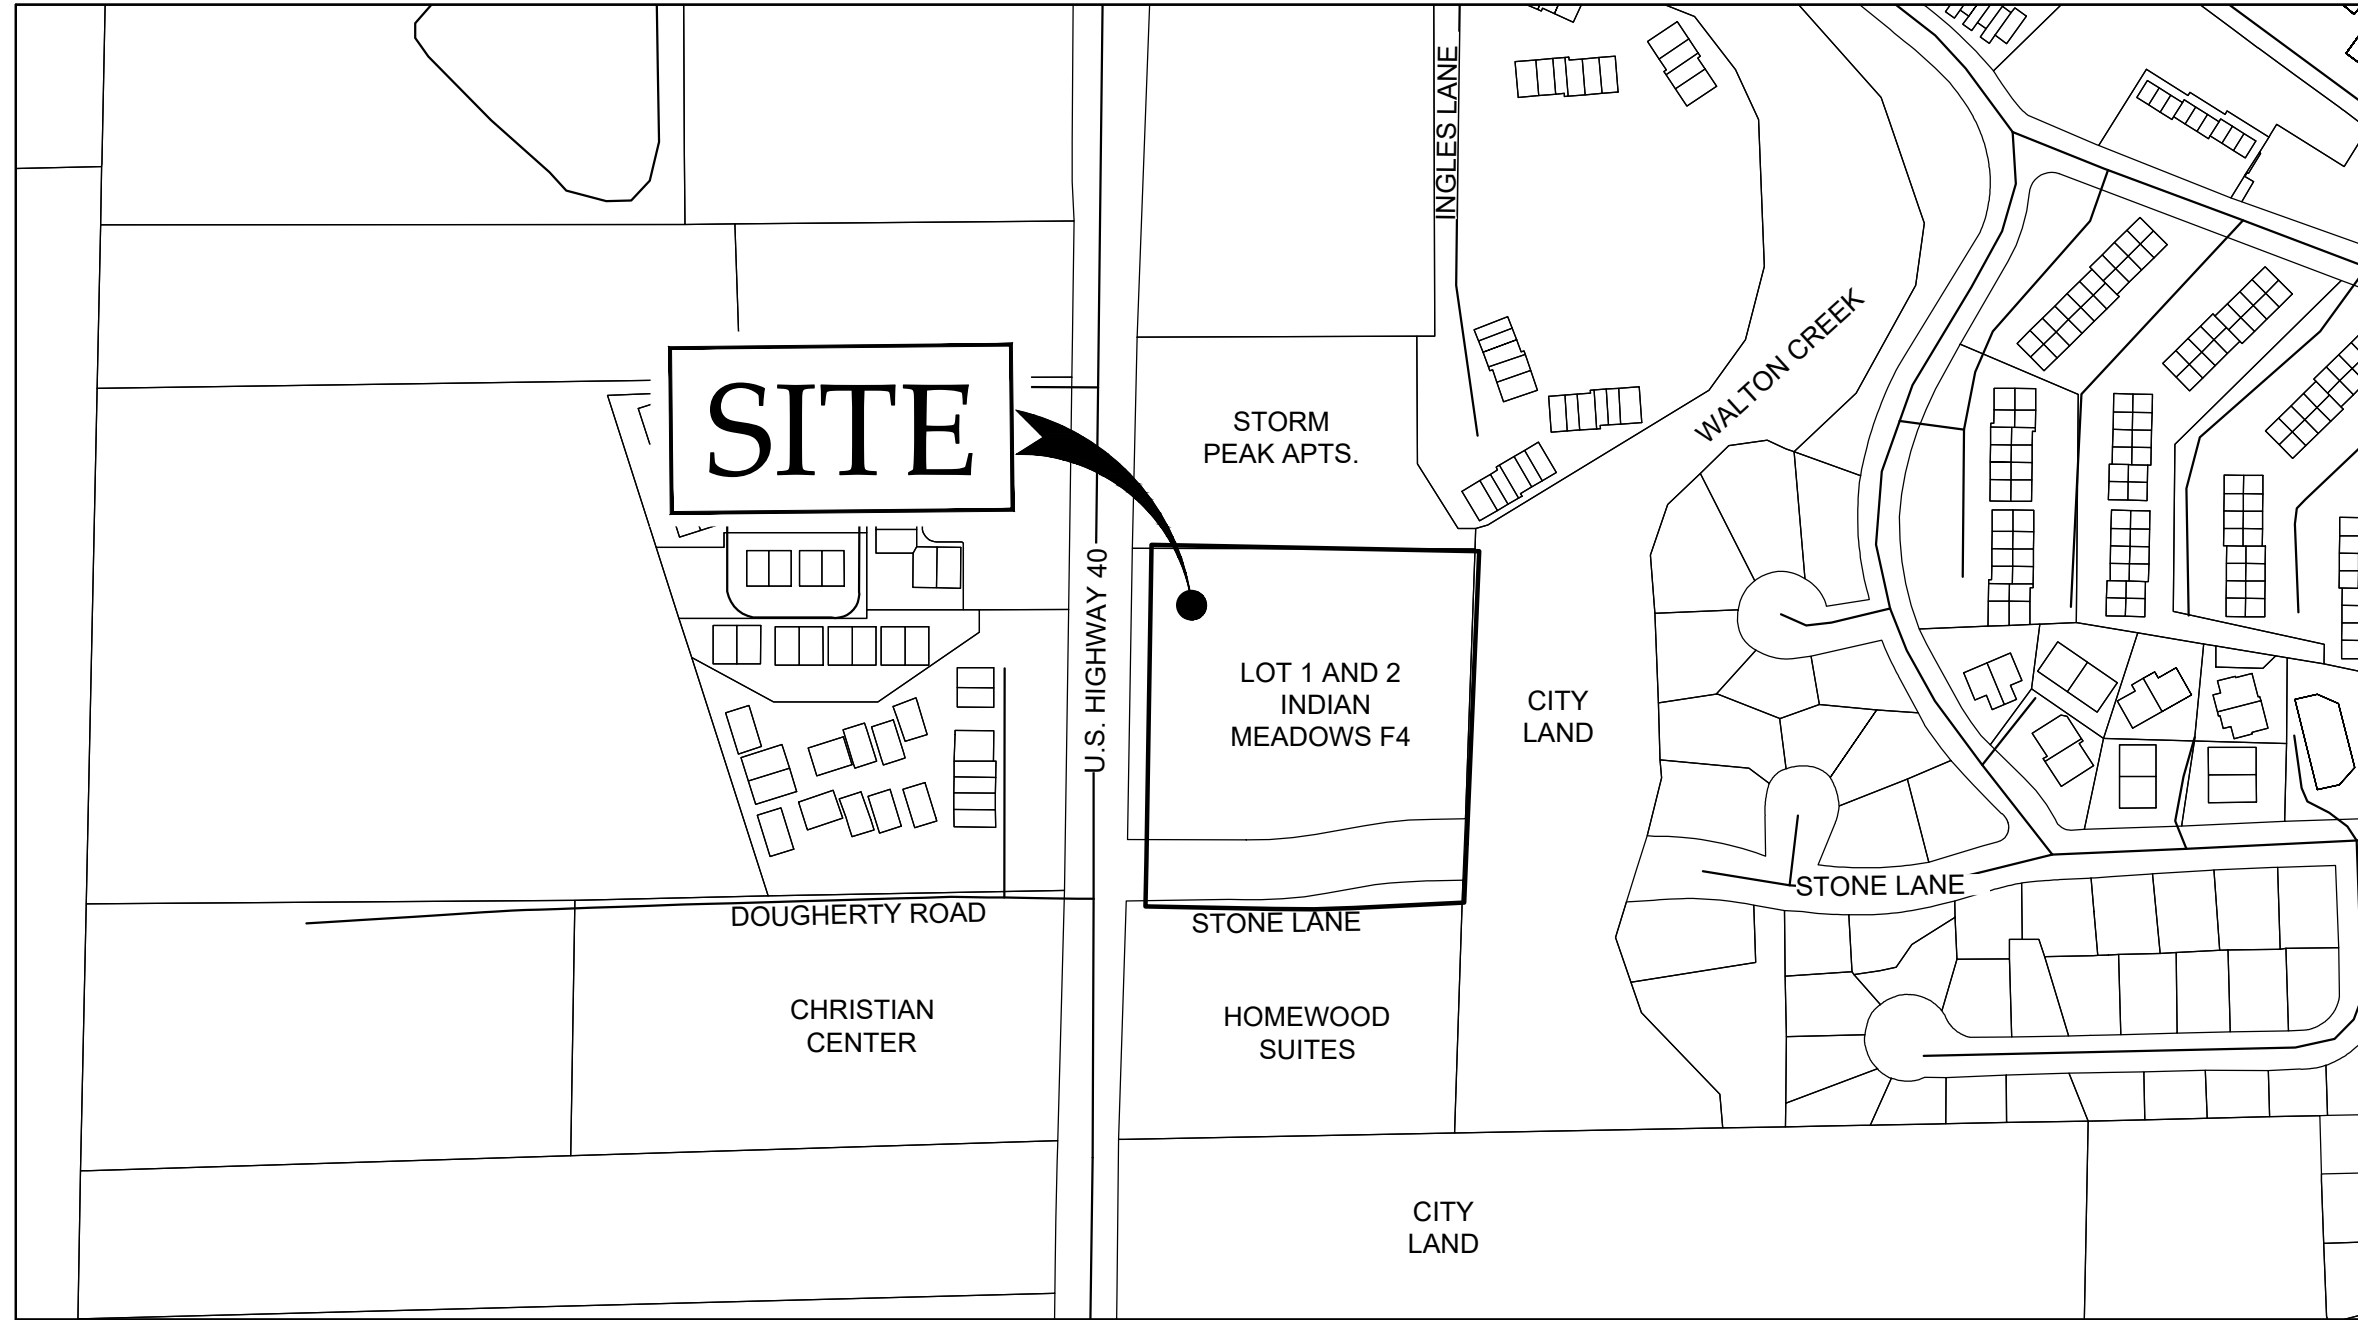 INGLES LANE
WALTON CREEK
SITE
STORM
PEAK APTS.
U.S. HIGHWAY 40
LOT 1 AND 2
INDIAN
MEADOWS F4
CITY
LAND
STONE LANE
DOUGHERTY ROAD
STONE LANE
CHRISTIAN
CENTER
HOMEWOOD
SUITES
CITY
LAND